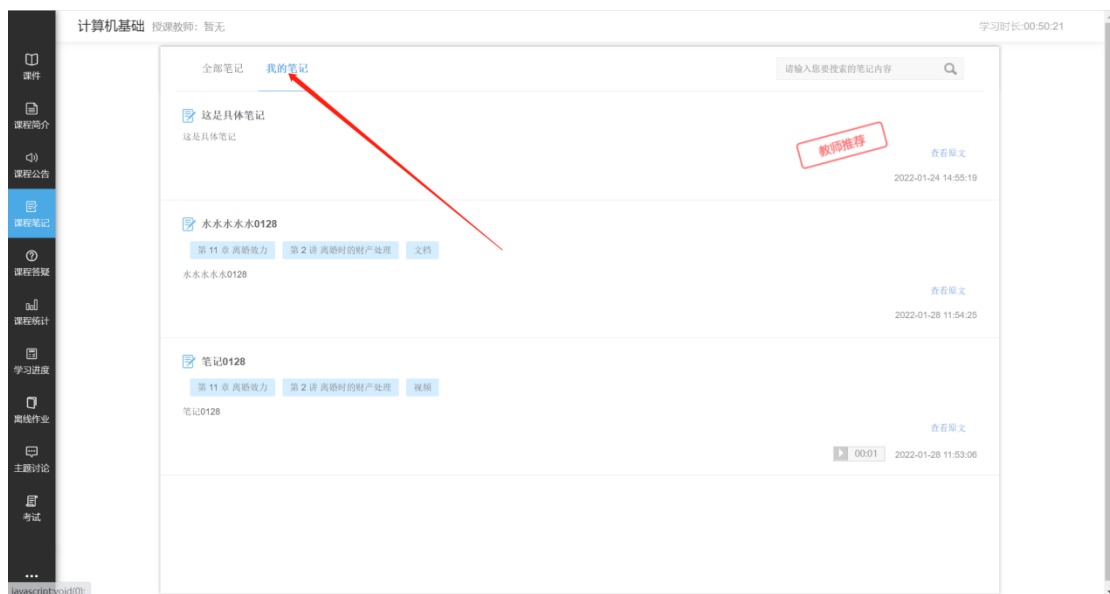 计算机基础 授课教师：暂无 学习时长:00:50:21
课件
课程简介
课程公告
课程笔记
课程答疑
课程统计
学习进度
离线作业
主题讨论
考试
...
javascript:void(0);
全部笔记 我的笔记 请输入您要搜索的笔记内容
这是具体笔记
这是具体笔记
教师推荐
查看原文
2022-01-24 14:55:19
水水水水水0128
第 11 章 离婚效力 第 2 讲 离婚时的财产处理 文档
水水水水水0128
查看原文
2022-01-28 11:54:25
笔记0128
第 11 章 离婚效力 第 2 讲 离婚时的财产处理 视频
笔记0128
查看原文
00:01 2022-01-28 11:53:06